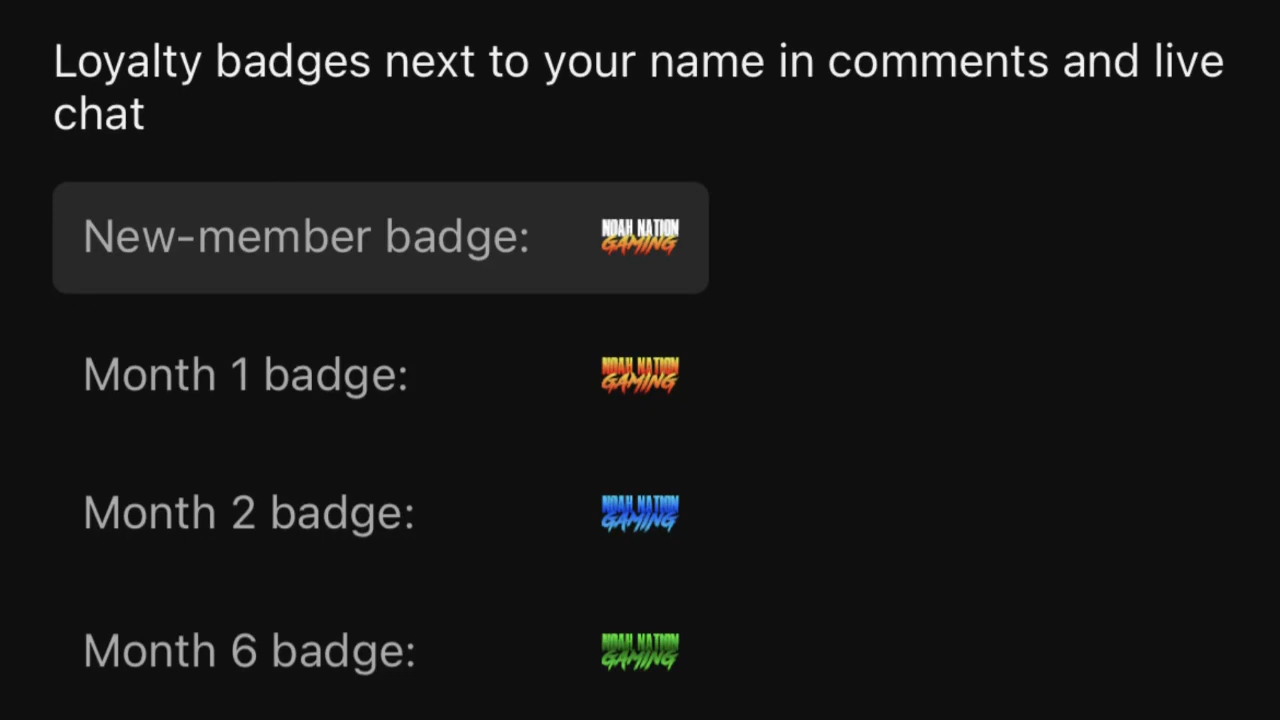 Loyalty badges next to your name in comments and live
chat
New-member badge:
NOAH NATION
GAMING
Month 1 badge:
NOAH NATION
GAMING
Month 2 badge:
NOAH NATION
GAMING
Month 6 badge:
NOAH NATION
GAMING